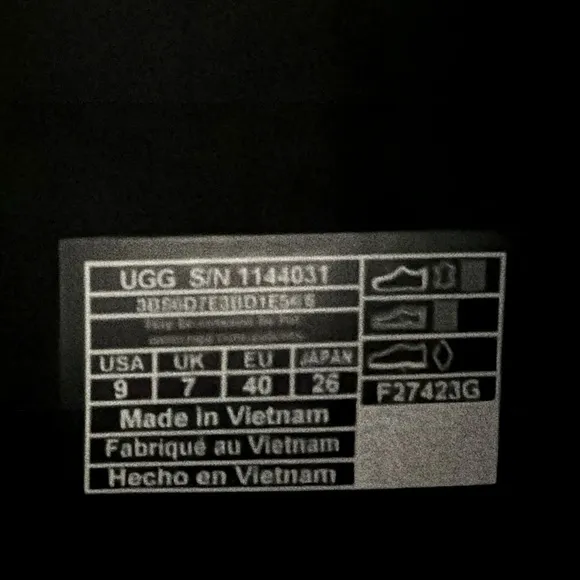 UGG S/N 1144031
USA UK EU JAPAN
9 7 40 26
F27423G
Made in Vietnam
Fabriqué au Vietnam
Hecho en Vietnam